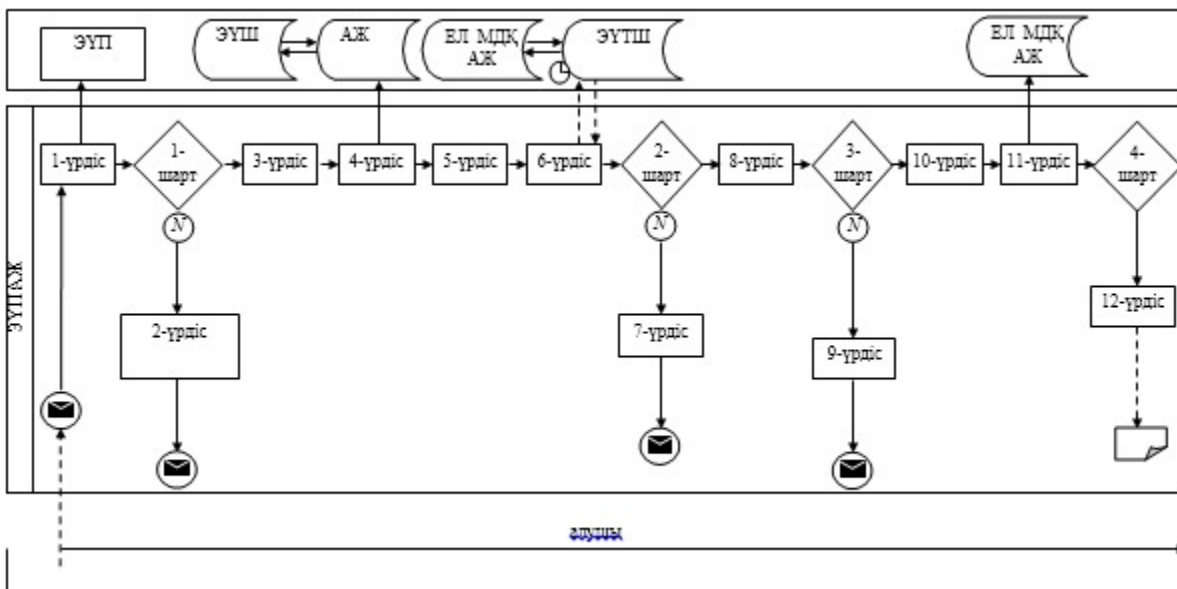 ЭҮП
ЭҮШ
АЖ
ЕЛ МДҚ
АЖ
ЭҮТШ
ЕЛ МДҚ
АЖ
ЭҮП АЖ
1-үрдіс
1-
шарт
3-үрдіс
4-үрдіс
5-үрдіс
6-үрдіс
2-
шарт
8-үрдіс
3-
шарт
10-үрдіс
11-үрдіс
4-
шарт
N
N
N
2-үрдіс
7-үрдіс
9-үрдіс
12-үрдіс
алушы